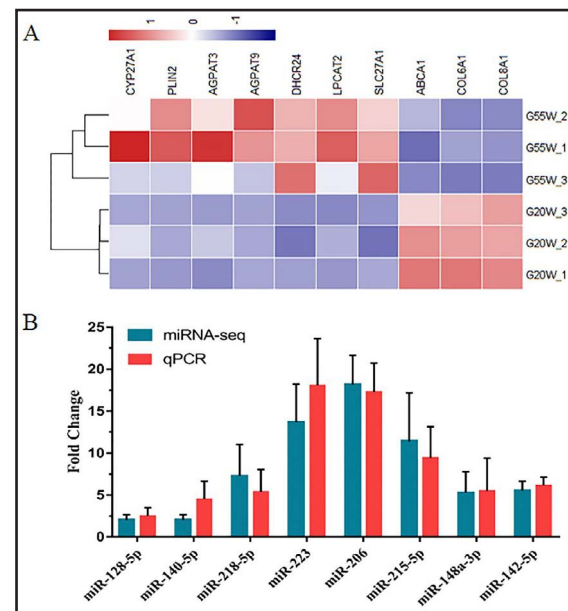 A
1 0 -1
CYP27A1 PLIN2 AGPAT3 AGPAT9 DHCR24 LPCAT2 SLC27A1 ABCA1 COL6A1 COL8A1
G55W_2
G55W_1
G55W_3
G20W_3
G20W_2
G20W_1
B
25
20
15
10
5
0
Fold Change
miRNA-seq
qPCR
miR-128-5p miR-140-5p miR-218-5p miR-223 miR-206 miR-215-5p miR-148a-3p miR-142-5p